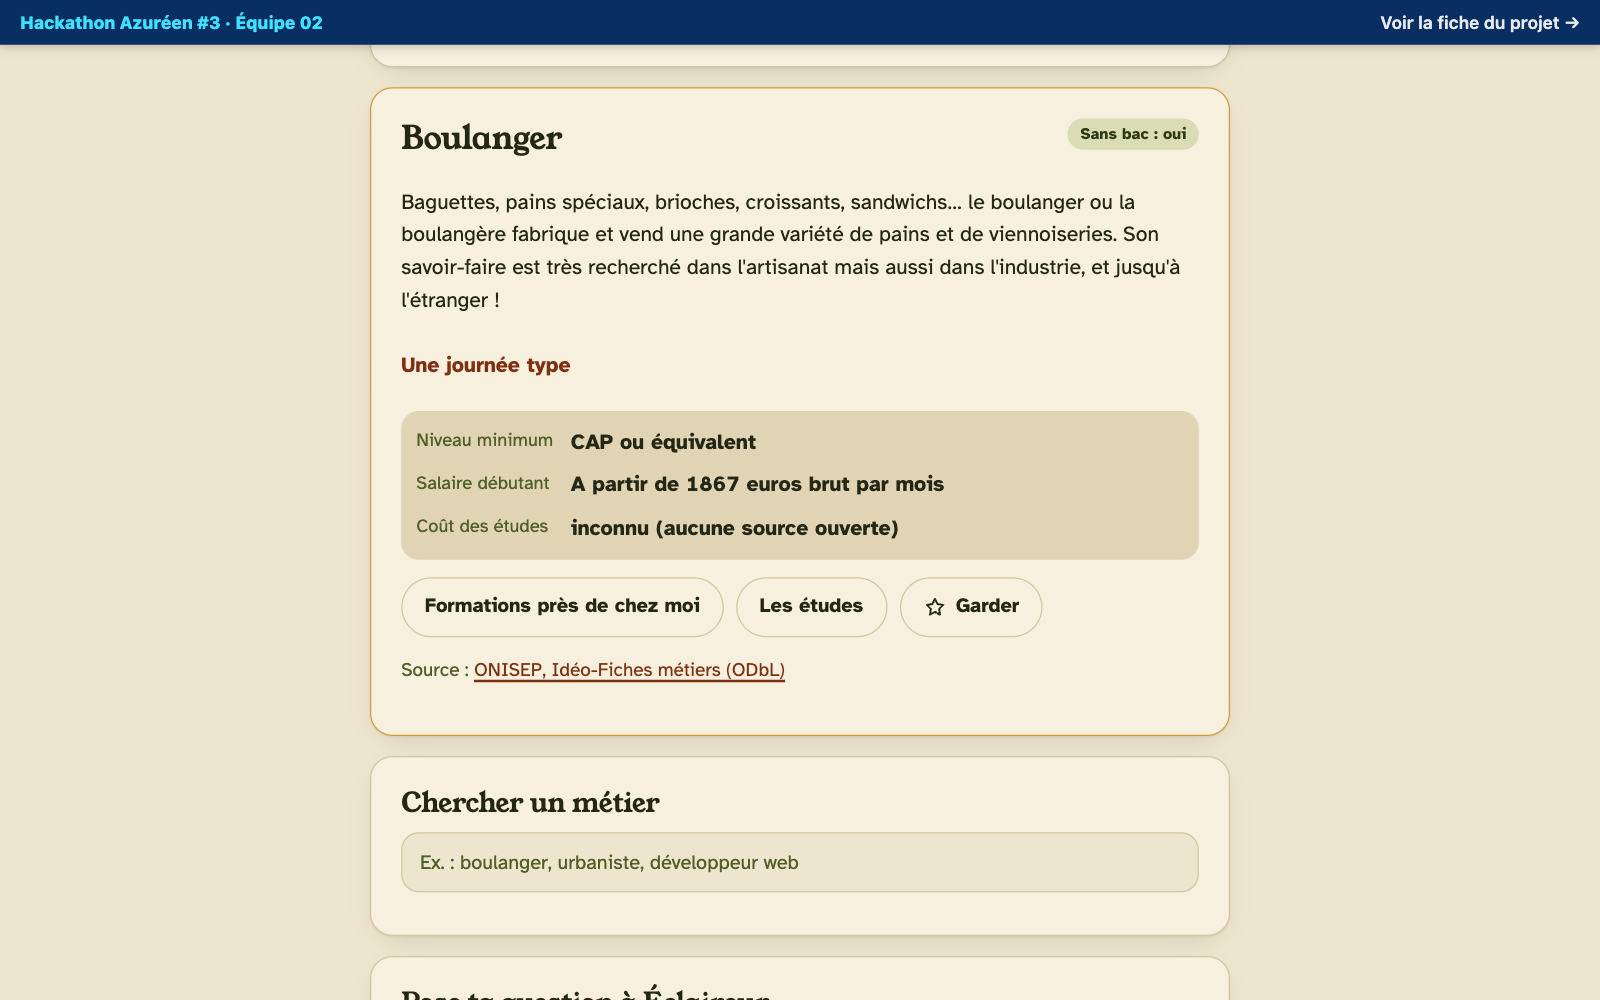 Hackathon Azuréen #3 · Équipe 02
Voir la fiche du projet →
Boulanger
Sans bac : oui
Baguettes, pains spéciaux, brioches, croissants, sandwichs... le boulanger ou la
boulangère fabrique et vend une grande variété de pains et de viennoiseries. Son
savoir-faire est très recherché dans l'artisanat mais aussi dans l'industrie, et jusqu'à
l'étranger !
Une journée type
Niveau minimum CAP ou équivalent
Salaire débutant A partir de 1867 euros brut par mois
Coût des études inconnu (aucune source ouverte)
Formations près de chez moi
Les études
Garder
Source : ONISEP, Idéo-Fiches métiers (ODbL)
Chercher un métier
Ex. : boulanger, urbaniste, développeur web
Pose ta question à Éclaireur